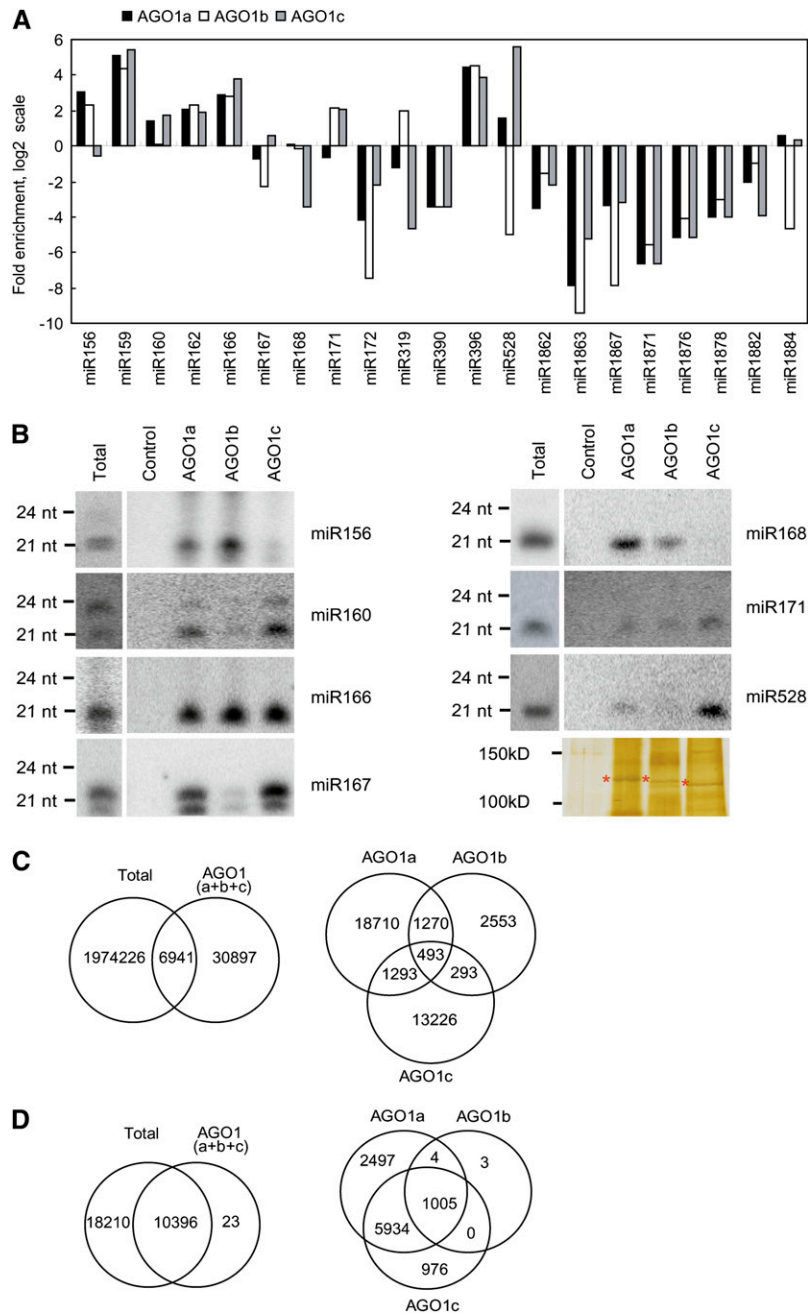 A
AGO1a AGO1b AGO1c
Fold enrichment, log2 scale
6
4
2
0
-2
-4
-6
-8
-10
miR156 miR159 miR160 miR162 miR166 miR167 miR168 miR171 miR172 miR319 miR390 miR396 miR528 miR1862 miR1863 miR1867 miR1871 miR1876 miR1878 miR1882 miR1884
B
Total Control AGO1a AGO1b AGO1c
24 nt
21 nt
miR156
24 nt
21 nt
miR160
24 nt
21 nt
miR166
24 nt
21 nt
miR167
Total Control AGO1a AGO1b AGO1c
24 nt
21 nt
miR168
24 nt
21 nt
miR171
24 nt
21 nt
miR528
150kD
* * *
100kD
C
Total
AGO1
(a+b+c)
1974226 6941 30897
AGO1a AGO1b
18710 1270 2553
493
1293 293
13226
AGO1c
D
Total
AGO1
(a+b+c)
18210 10396 23
AGO1a AGO1b
2497 4 3
1005
5934 0
976
AGO1c